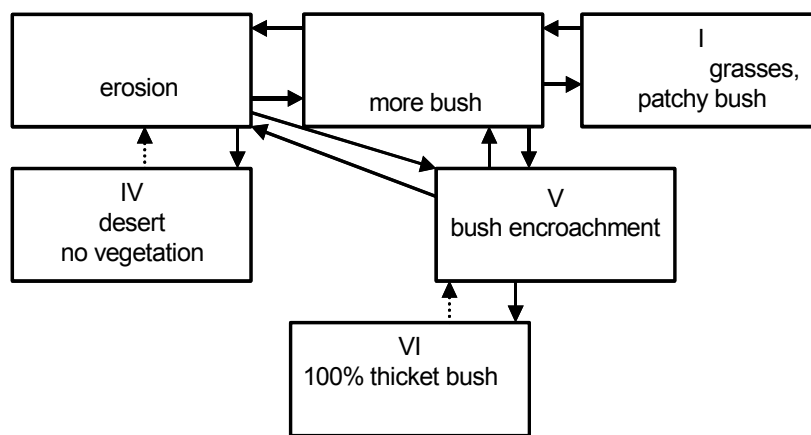 erosion
more bush
I
grasses,
patchy bush
IV
desert
no vegetation
V
bush encroachment
VI
100% thicket bush